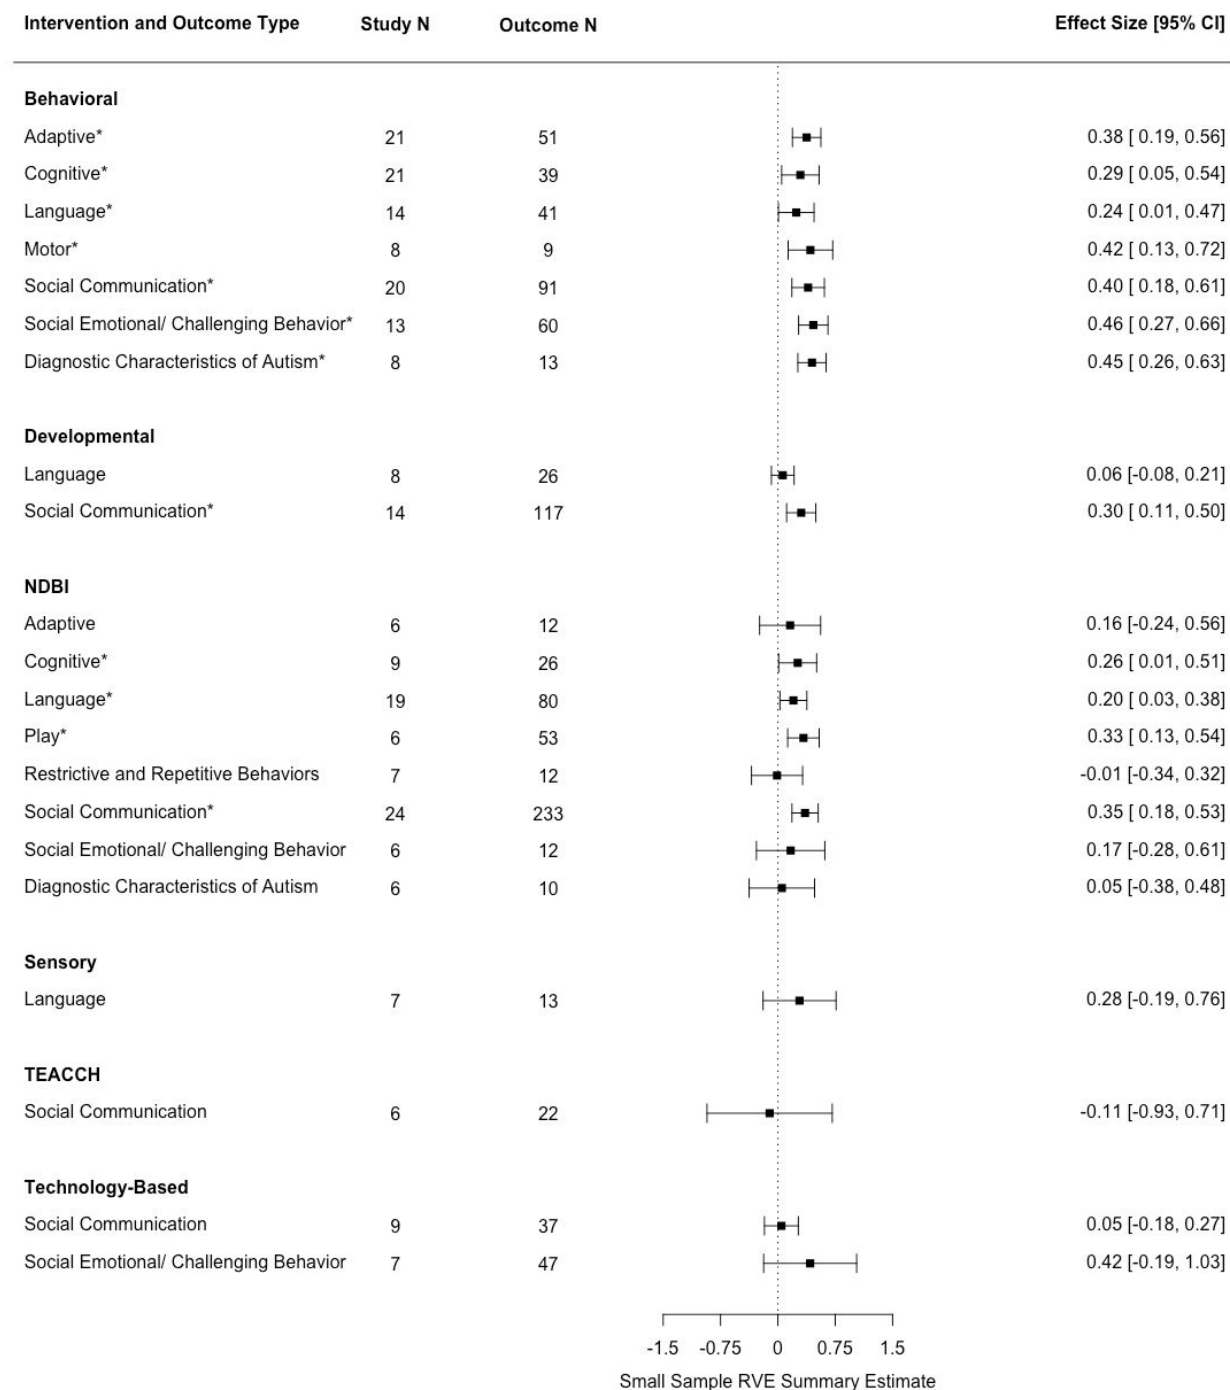 Intervention and Outcome Type Study N Outcome N Effect Size [95% CI]
Behavioral
Adaptive* 21 51 0.38 [ 0.19, 0.56]
Cognitive* 21 39 0.29 [ 0.05, 0.54]
Language* 14 41 0.24 [ 0.01, 0.47]
Motor* 8 9 0.42 [ 0.13, 0.72]
Social Communication* 20 91 0.40 [ 0.18, 0.61]
Social Emotional/ Challenging Behavior* 13 60 0.46 [ 0.27, 0.66]
Diagnostic Characteristics of Autism* 8 13 0.45 [ 0.26, 0.63]
Developmental
Language 8 26 0.06 [-0.08, 0.21]
Social Communication* 14 117 0.30 [ 0.11, 0.50]
NDBI
Adaptive 6 12 0.16 [-0.24, 0.56]
Cognitive* 9 26 0.26 [ 0.01, 0.51]
Language* 19 80 0.20 [ 0.03, 0.38]
Play* 6 53 0.33 [ 0.13, 0.54]
Restrictive and Repetitive Behaviors 7 12 -0.01 [-0.34, 0.32]
Social Communication* 24 233 0.35 [ 0.18, 0.53]
Social Emotional/ Challenging Behavior 6 12 0.17 [-0.28, 0.61]
Diagnostic Characteristics of Autism 6 10 0.05 [-0.38, 0.48]
Sensory
Language 7 13 0.28 [-0.19, 0.76]
TEACCH
Social Communication 6 22 -0.11 [-0.93, 0.71]
Technology-Based
Social Communication 9 37 0.05 [-0.18, 0.27]
Social Emotional/ Challenging Behavior 7 47 0.42 [-0.19, 1.03]
-1.5 -0.75 0 0.75 1.5
Small Sample RVE Summary Estimate